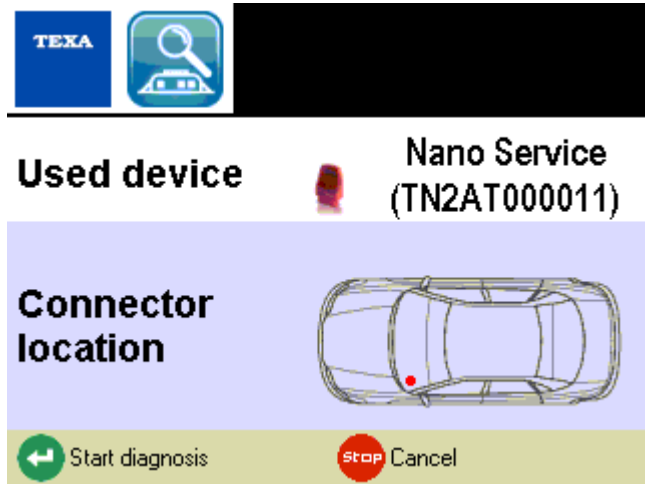 TEXA
Used device
Nano Service
(TN2AT000011)
Connector
location
Start diagnosis
STOP Cancel